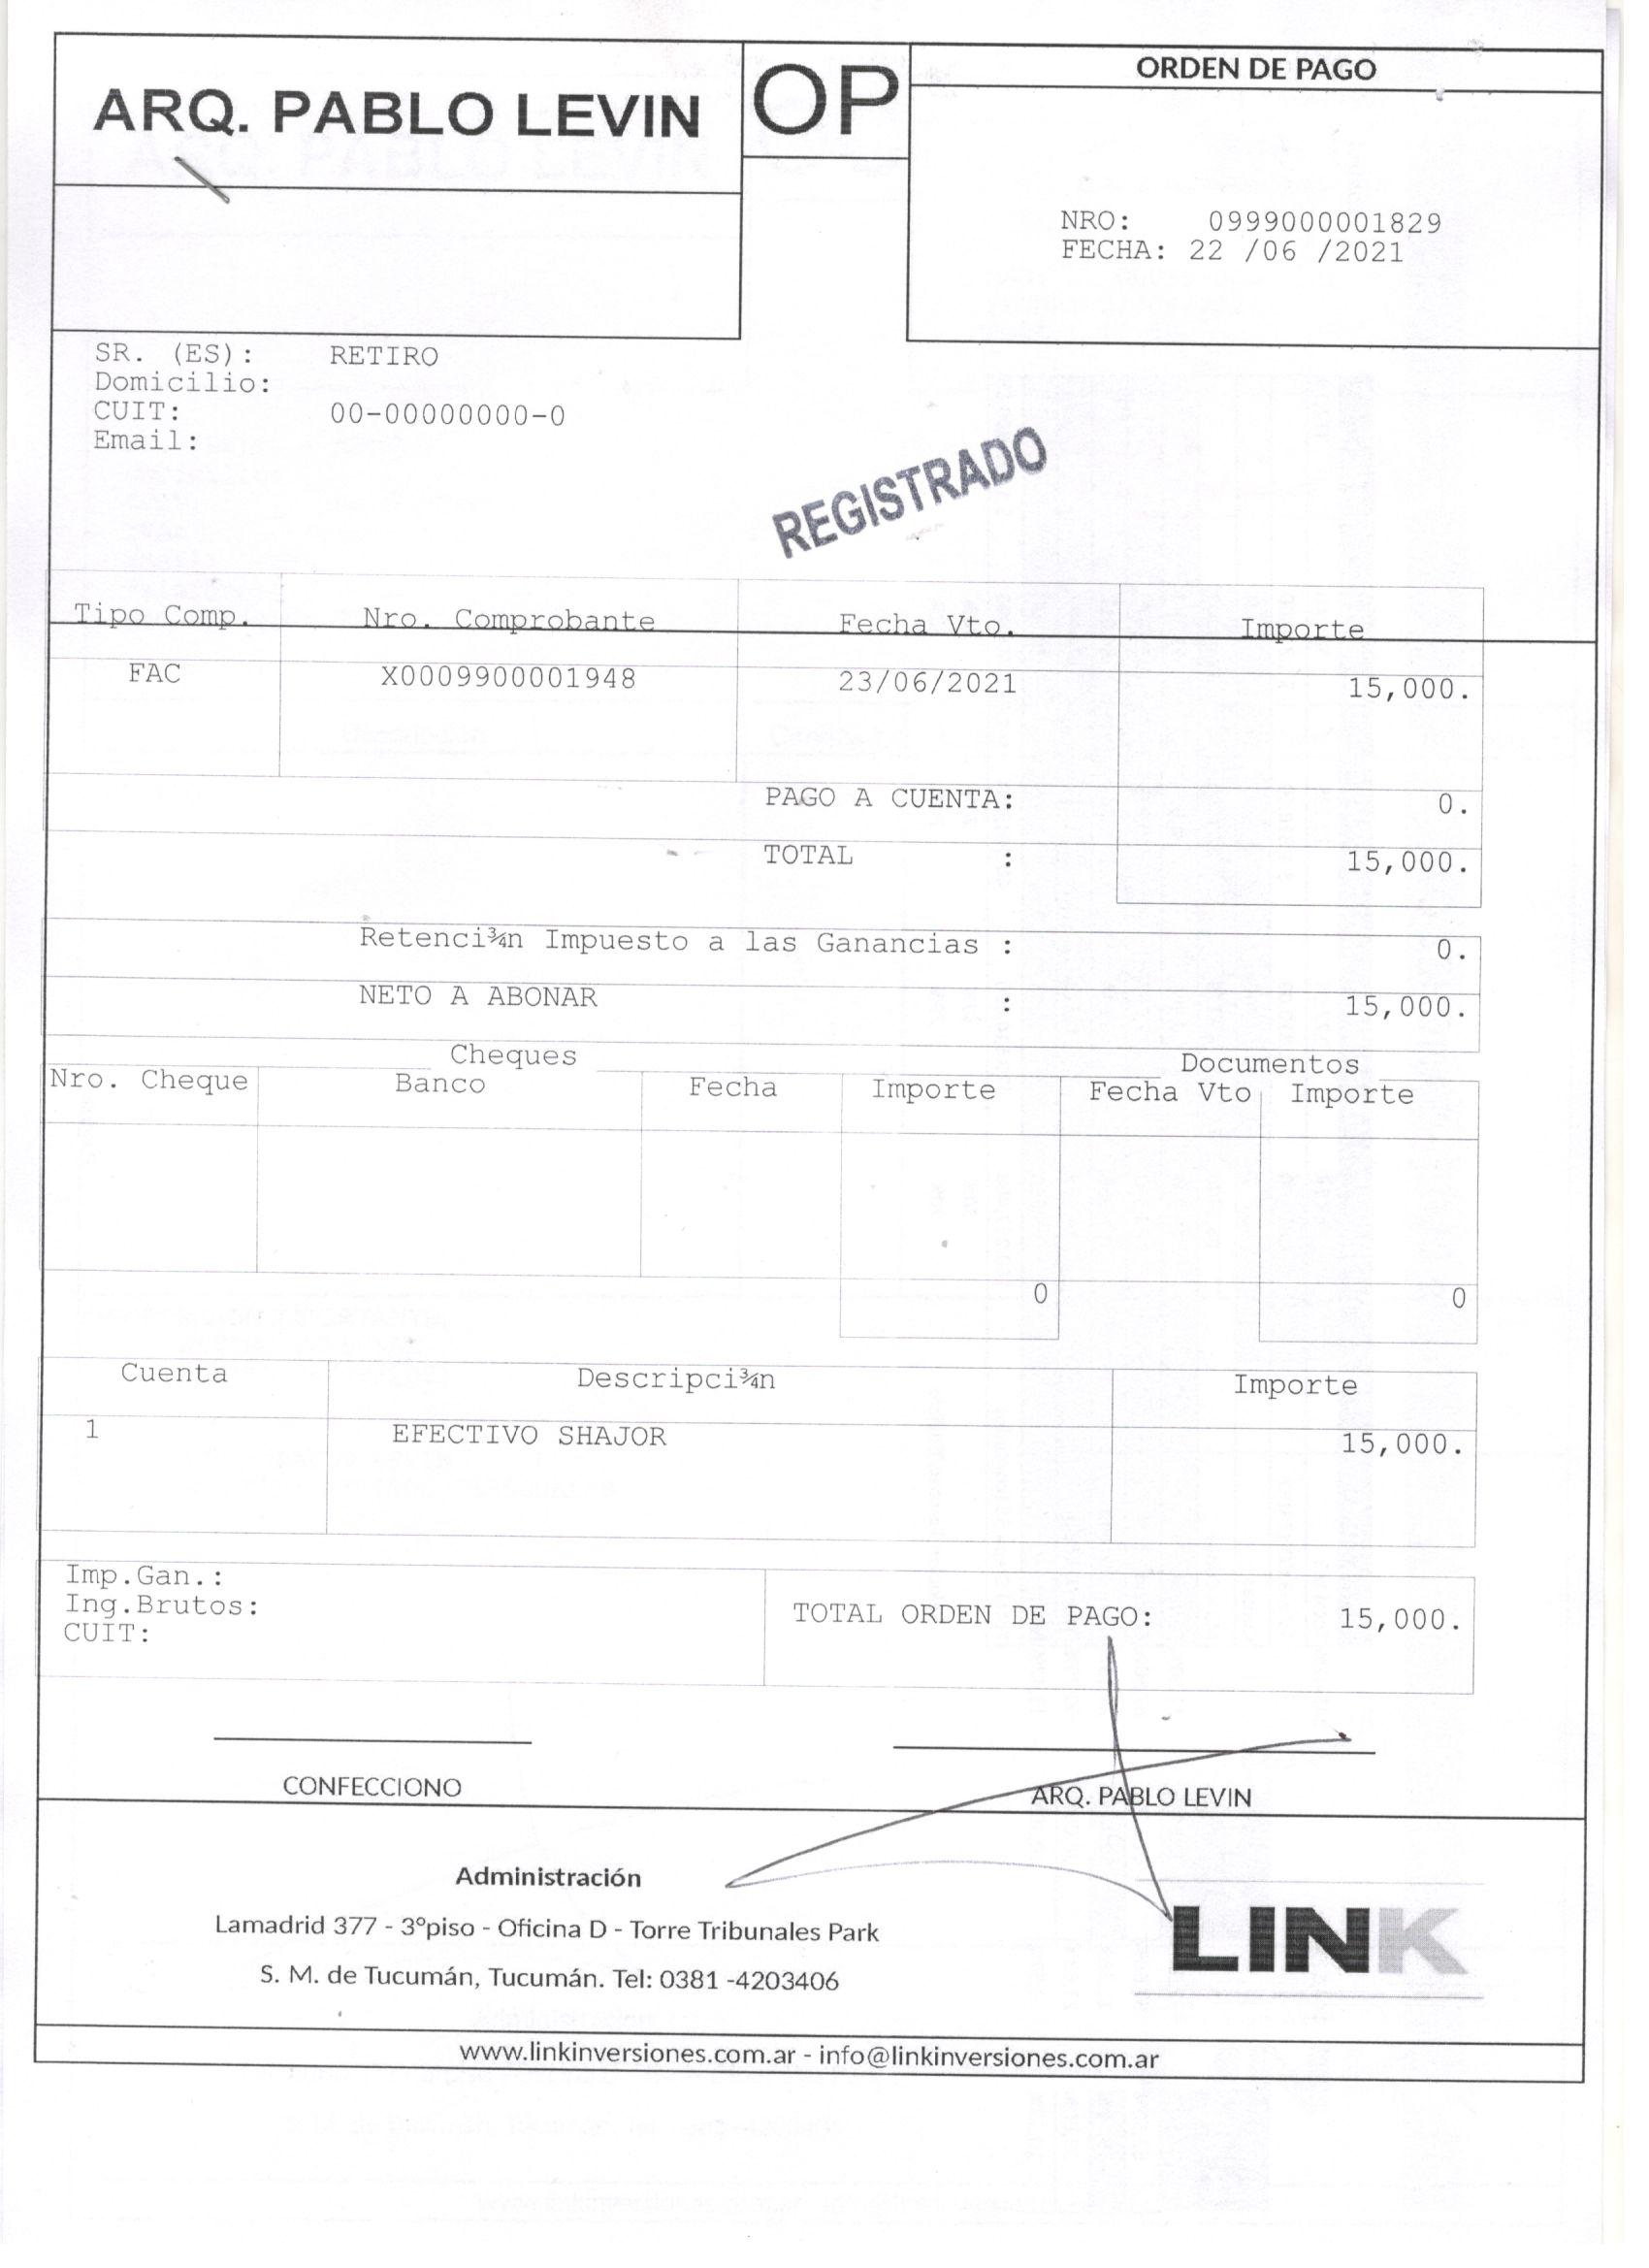 ARQ. PABLO LEVIN
OP
ORDEN DE PAGO
NRO: 0999000001829
FECHA: 22 /06 /2021
SR. (ES): RETIRO
Domicilio:
CUIT: 00-00000000-0
Email:
REGISTRADO
Tipo Comp. Nro. Comprobante Fecha Vto. Importe
FAC X0009900001948 23/06/2021 15,000.
PAGO A CUENTA: 0.
TOTAL : 15,000.
Retenci¾n Impuesto a las Ganancias : 0.
NETO A ABONAR : 15,000.
Cheques Documentos
Nro. Cheque Banco Fecha Importe Fecha Vto Importe
0 0
Cuenta Descripci¾n Importe
1 EFECTIVO SHAJOR 15,000.
Imp.Gan.:
Ing.Brutos:
CUIT:
TOTAL ORDEN DE PAGO: 15,000.
CONFECCIONO
ARQ. PABLO LEVIN
Administración
Lamadrid 377 - 3°piso - Oficina D - Torre Tribunales Park
S. M. de Tucumán, Tucumán. Tel: 0381 -4203406
LINK
www.linkinversiones.com.ar - info@linkinversiones.com.ar